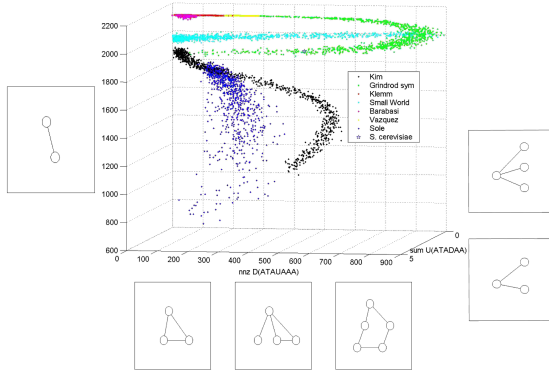 2200
2000
1800
1600
1400
1200
1000
800
600
0
100
200
300
400
500
600
700
800
900
5
0
nnz D(ATAUAAA)
sum U(ATADAA)
Kim
Grindrod sym
Klemm
Small World
Barabasi
Vazquez
Sole
S. cerevisiae